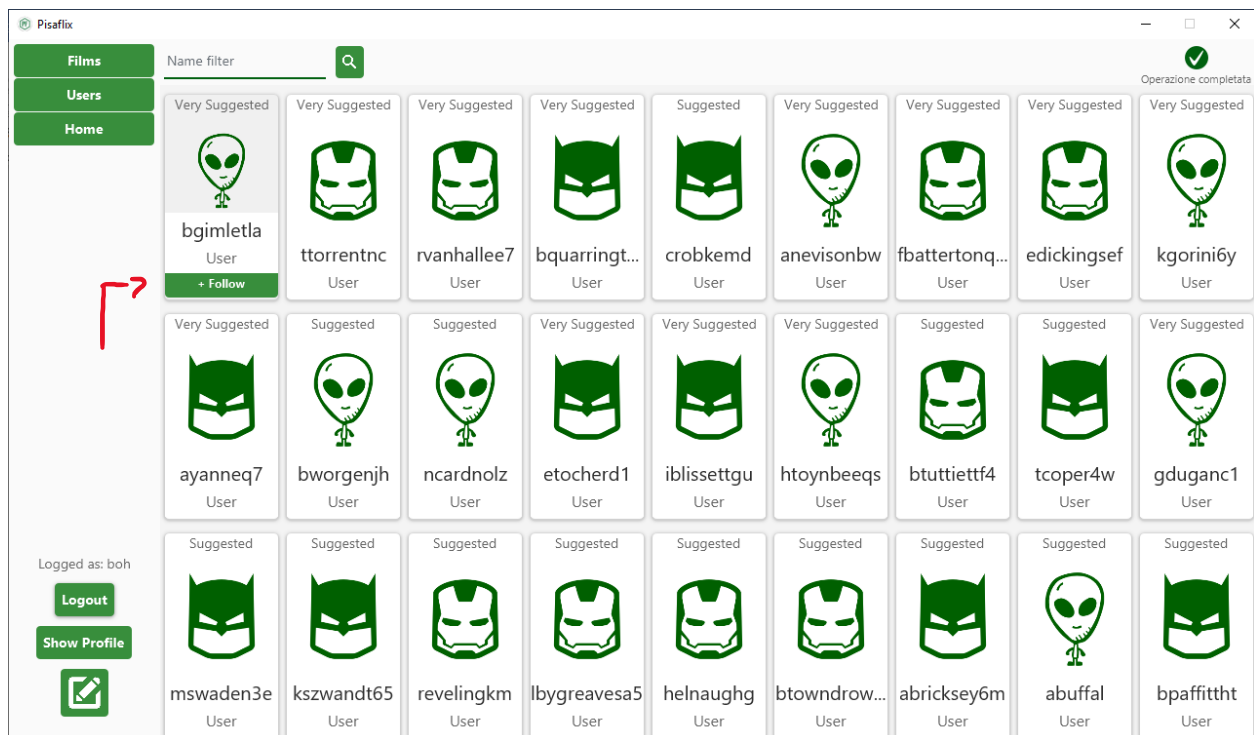 Pisaflix
Films
Users
Home
Name filter
Operazione completata
Very Suggested Very Suggested Very Suggested Very Suggested Suggested Very Suggested Very Suggested Very Suggested Very Suggested
bgimletla ttorrentnc rvanhallee7 bquarringt... crobkemd anevisonbw fbattertonq... edickingsef kgorini6y
User User User User User User User User User
+ Follow
Very Suggested Suggested Suggested Very Suggested Very Suggested Very Suggested Suggested Suggested Very Suggested
ayanneq7 bworgenjh ncardnolz etocherd1 iblissettgu htoynbeeqs btuttiettf4 tcoper4w gduganc1
User User User User User User User User User
Suggested Suggested Suggested Suggested Suggested Suggested Suggested Suggested Suggested
mswaden3e kszwandt65 revelingkm lbygreavesa5 helnaughg btowndrow... abricksey6m abuffal bpaffittht
User User User User User User User User User
Logged as: boh
Logout
Show Profile